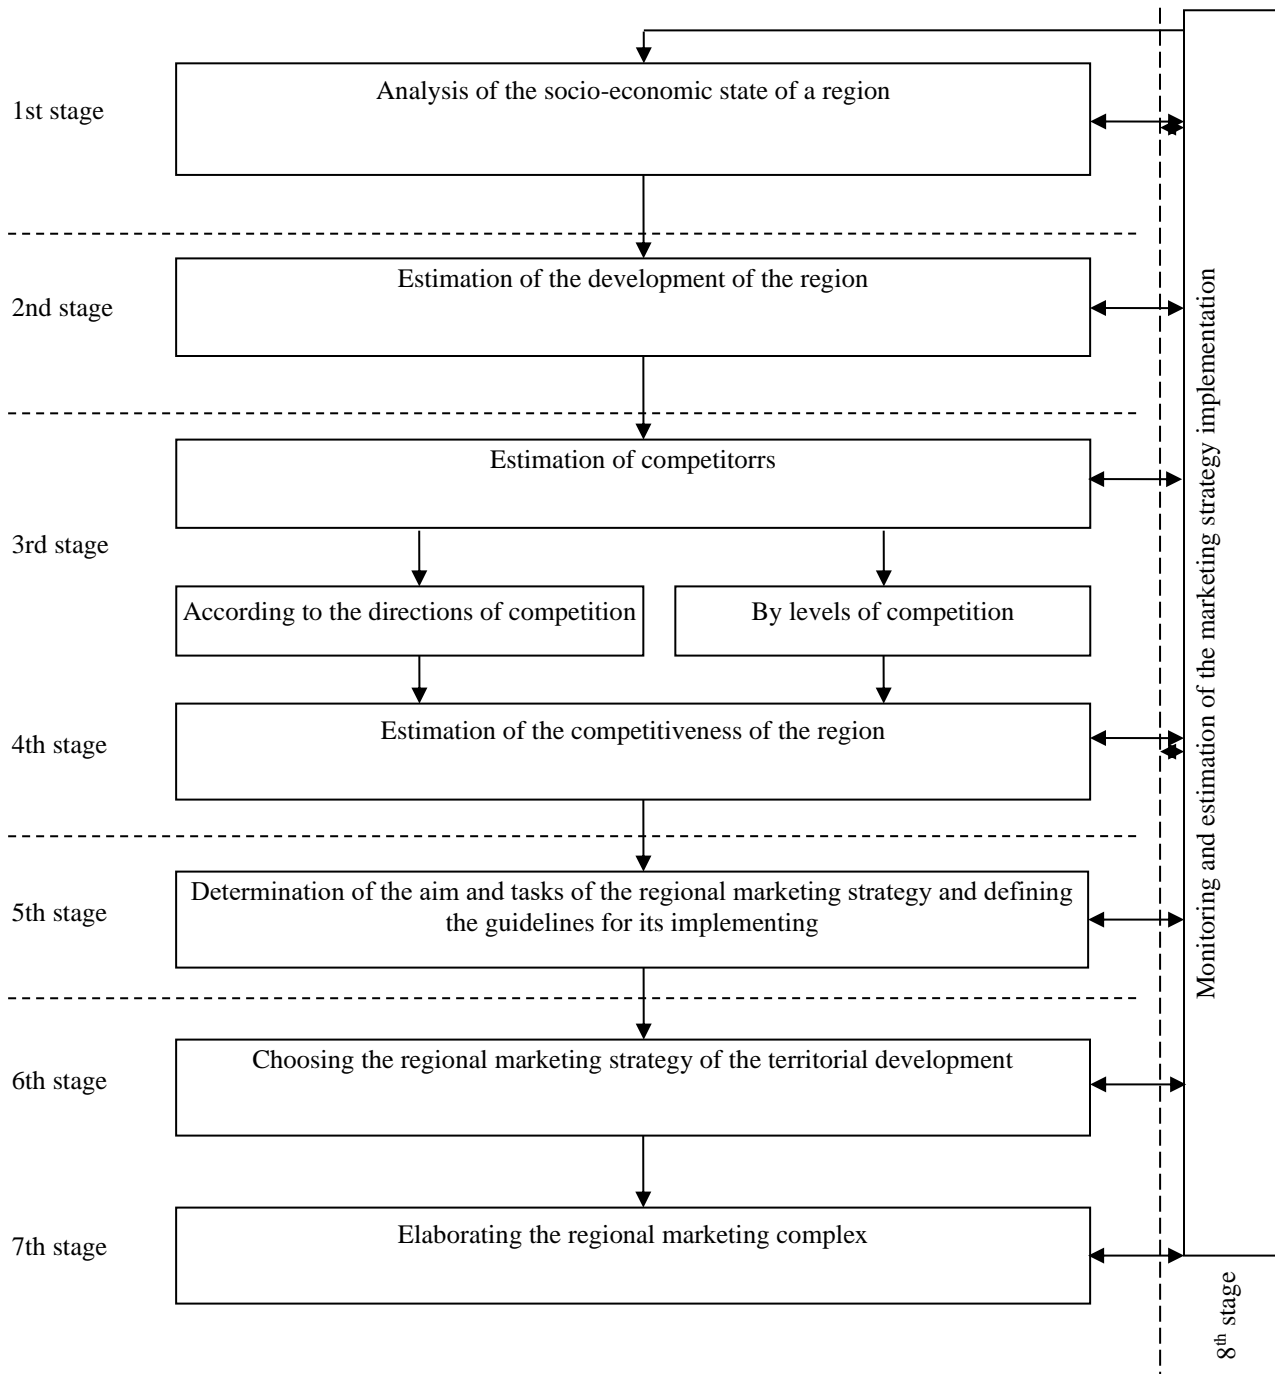 1st stage
Analysis of the socio-economic state of a region
2nd stage
Estimation of the development of the region
3rd stage
Estimation of competitorrs
According to the directions of competition
By levels of competition
4th stage
Estimation of the competitiveness of the region
5th stage
Determination of the aim and tasks of the regional marketing strategy and defining
the guidelines for its implementing
6th stage
Choosing the regional marketing strategy of the territorial development
7th stage
Elaborating the regional marketing complex
Monitoring and estimation of the marketing strategy implementation
8th stage